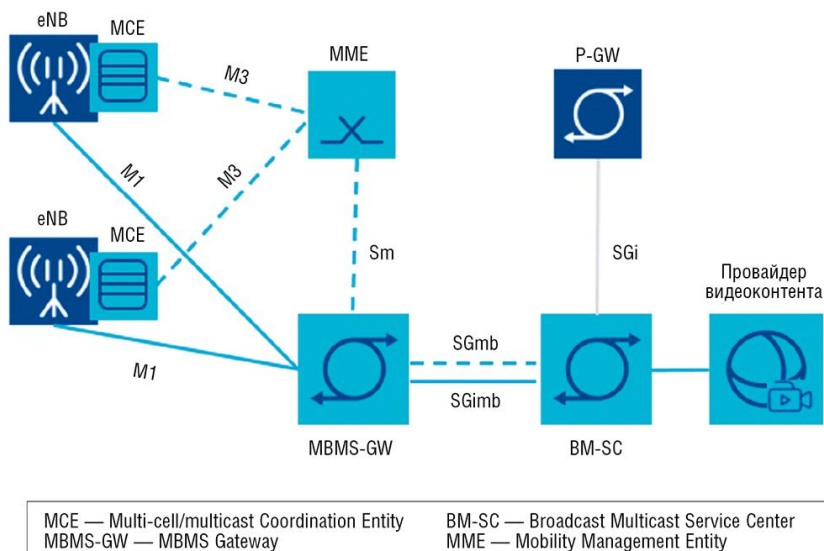 eNB
MCE
MME
P-GW
M3
M1
M3
eNB
MCE
Sm
SGi
Провайдер
видеоконтента
M1
SGmb
SGimb
MBMS-GW
BM-SC
MCE — Multi-cell/multicast Coordination Entity
MBMS-GW — MBMS Gateway
BM-SC — Broadcast Multicast Service Center
MME — Mobility Management Entity